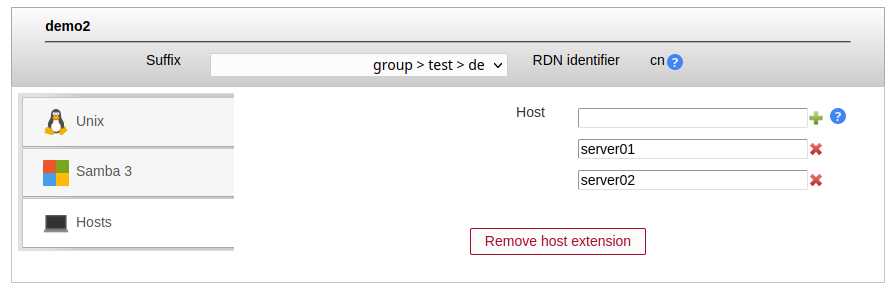 demo2
Suffix group > test > de RDN identifier cn ?
Unix
Samba 3
Hosts
Host ?
server01
server02
Remove host extension